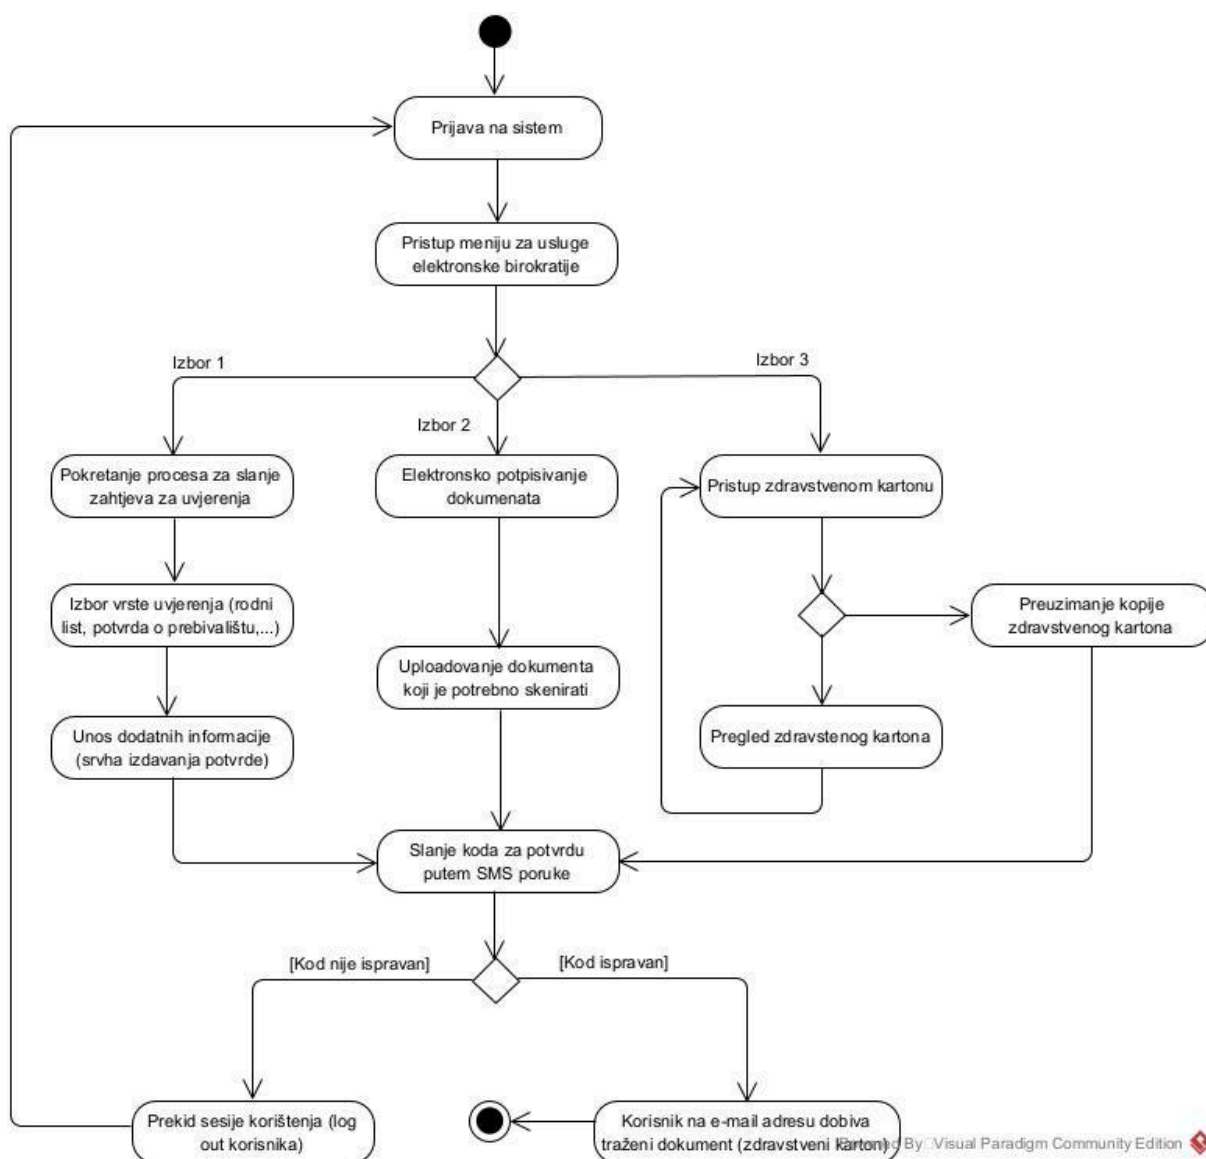 Prijava na sistem
Pristup meniju za usluge
elektronske birokratije
Izbor 1
Izbor 3
Izbor 2
Pokretanje procesa za slanje
zahtjeva za uvjerenja
Elektronsko potpisivanje
dokumenata
Pristup zdravstvenom kartonu
Izbor vrste uvjerenja (rodni
list, potvrda o prebivalištu,...)
Preuzimanje kopije
zdravstvenog kartona
Uploadovanje dokumenta
koji je potrebno skenirati
Unos dodatnih informacije
(srvha izdavanja potvrde)
Pregled zdravstenog kartona
Slanje koda za potvrdu
putem SMS poruke
[Kod nije ispravan]
[Kod ispravan]
Prekid sesije korištenja (log
out korisnika)
Korisnik na e-mail adresu dobiva
traženi dokument (zdravstveni karton)
By Visual Paradigm Community Edition